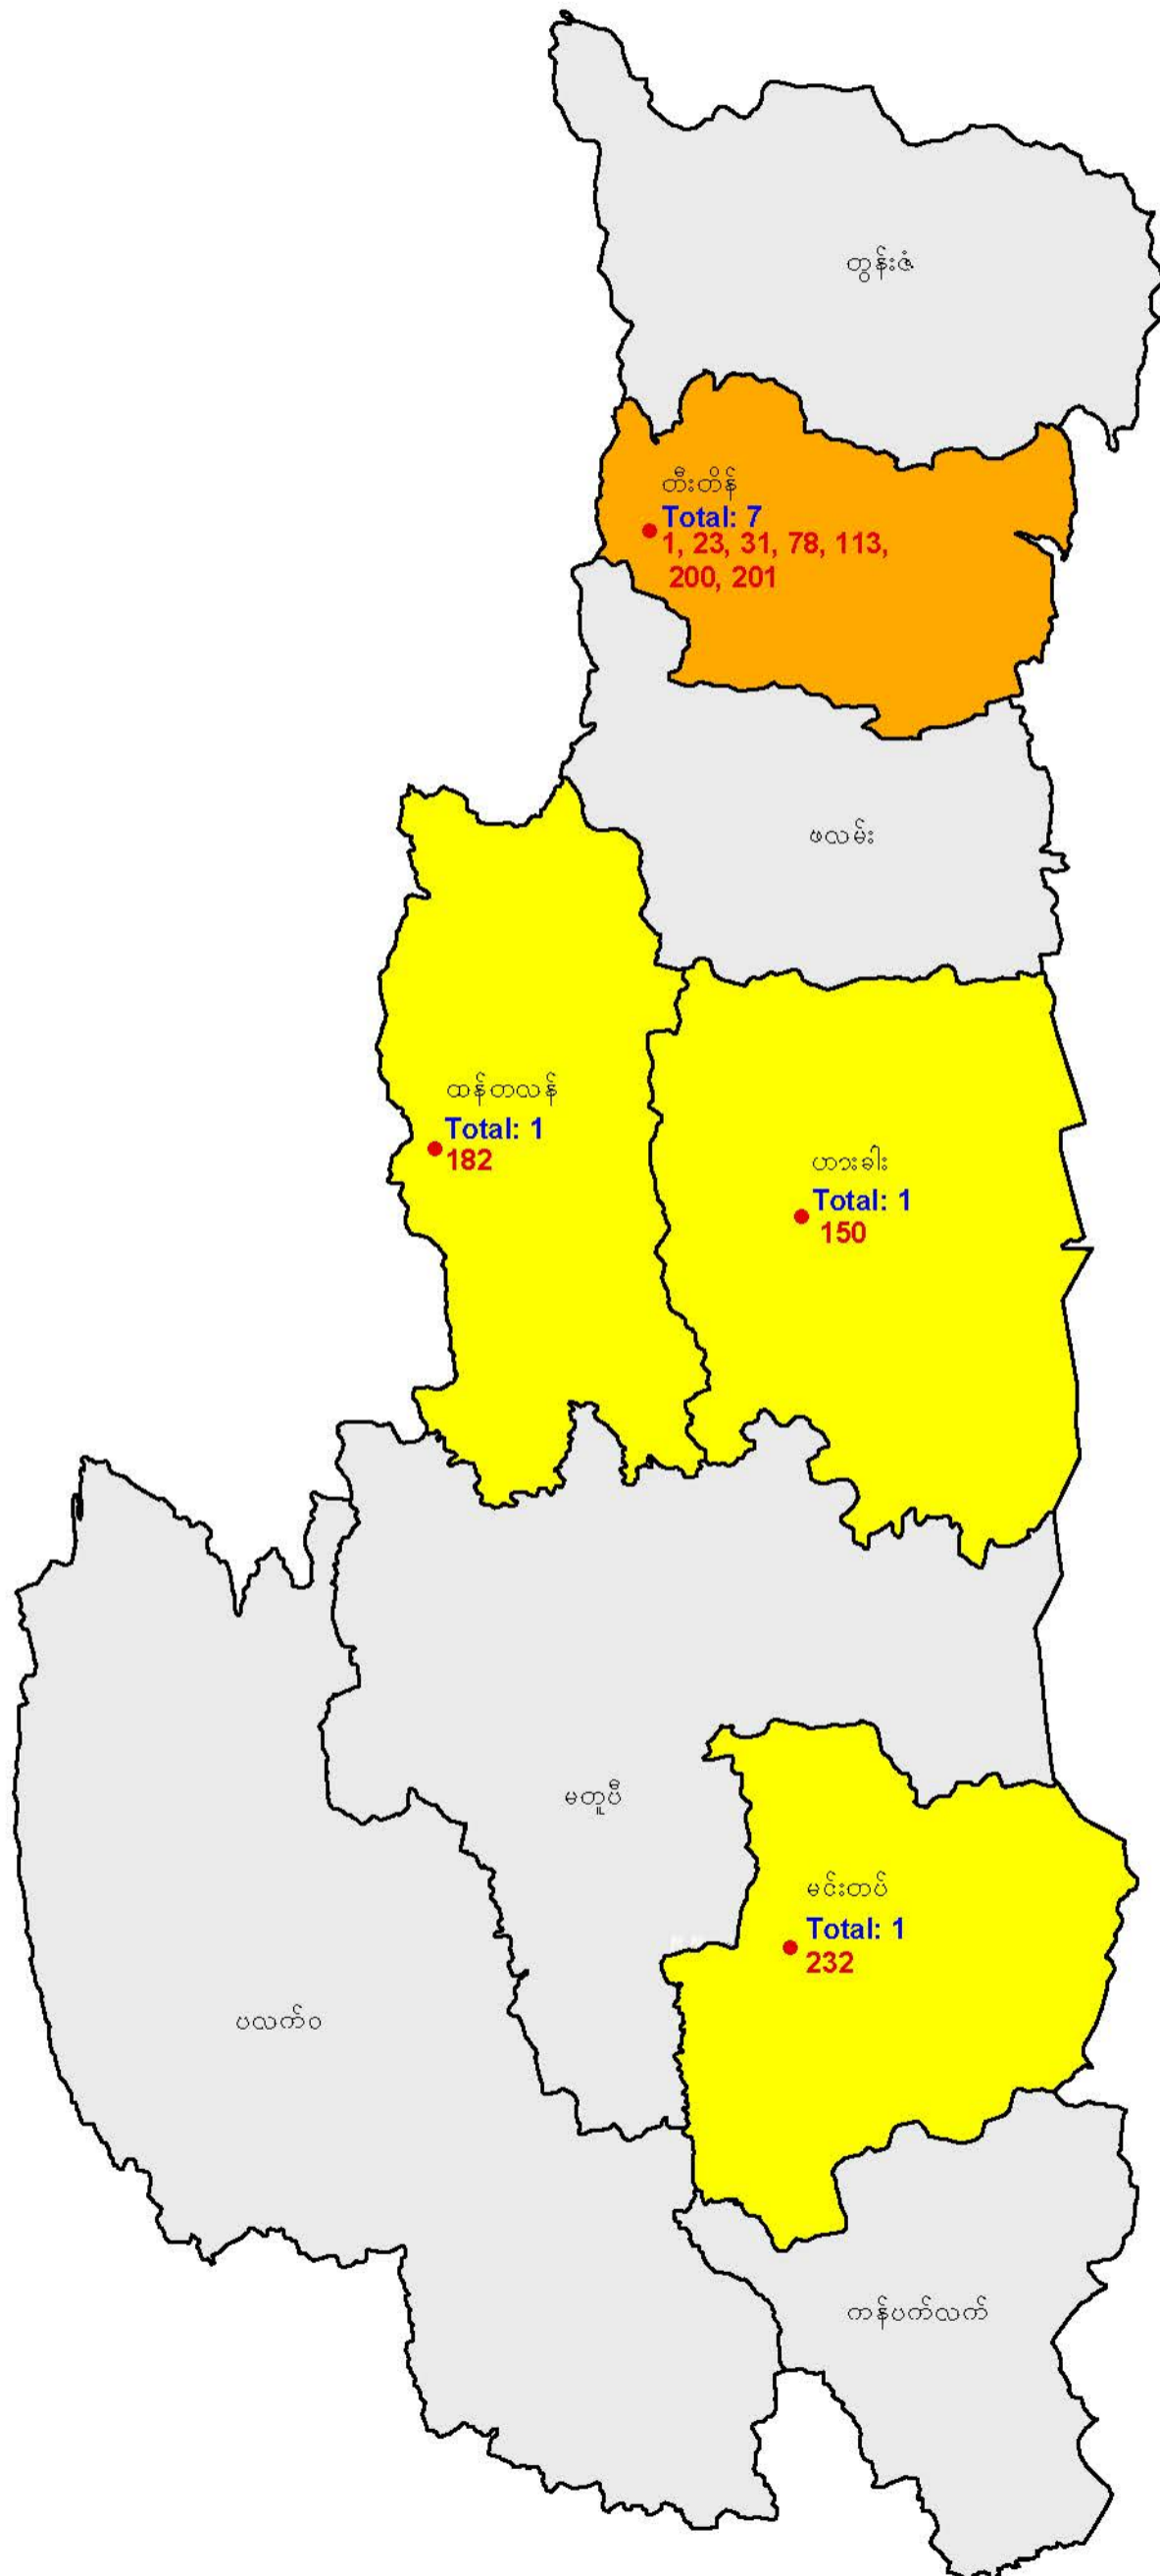 တွန်းဇံ
တီးတိန်
Total: 7
1, 23, 31, 78, 113,
200, 201
ဖလမ်း
ထန်တလန်
Total: 1
182
ဟားခါး
Total: 1
150
မတူပီ
မင်းတပ်
Total: 1
232
ပလက်ဝ
ကန်ပက်လက်